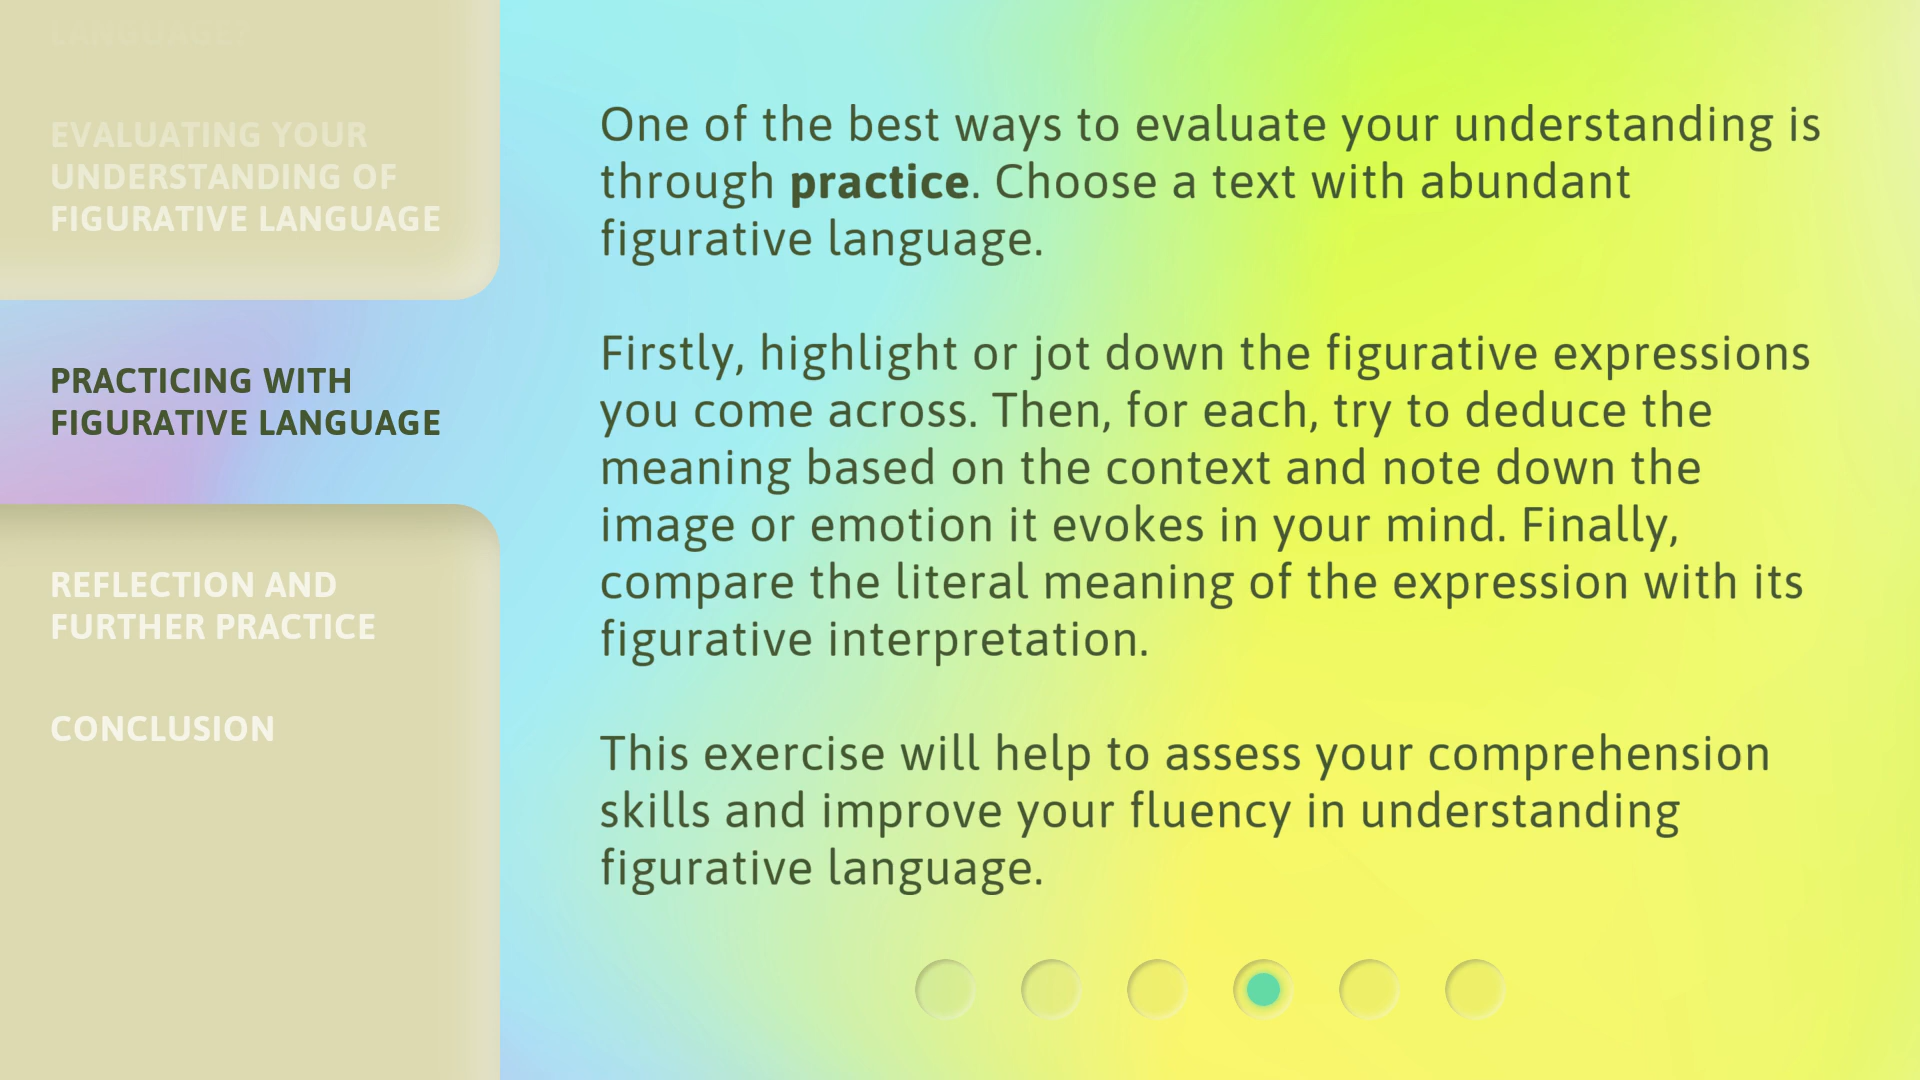 LANGUAGE?
EVALUATING YOUR
UNDERSTANDING OF
FIGURATIVE LANGUAGE
PRACTICING WITH
FIGURATIVE LANGUAGE
REFLECTION AND
FURTHER PRACTICE
CONCLUSION
One of the best ways to evaluate your understanding is
through practice. Choose a text with abundant
figurative language.
Firstly, highlight or jot down the figurative expressions
you come across. Then, for each, try to deduce the
meaning based on the context and note down the
image or emotion it evokes in your mind. Finally,
compare the literal meaning of the expression with its
figurative interpretation.
This exercise will help to assess your comprehension
skills and improve your fluency in understanding
figurative language.